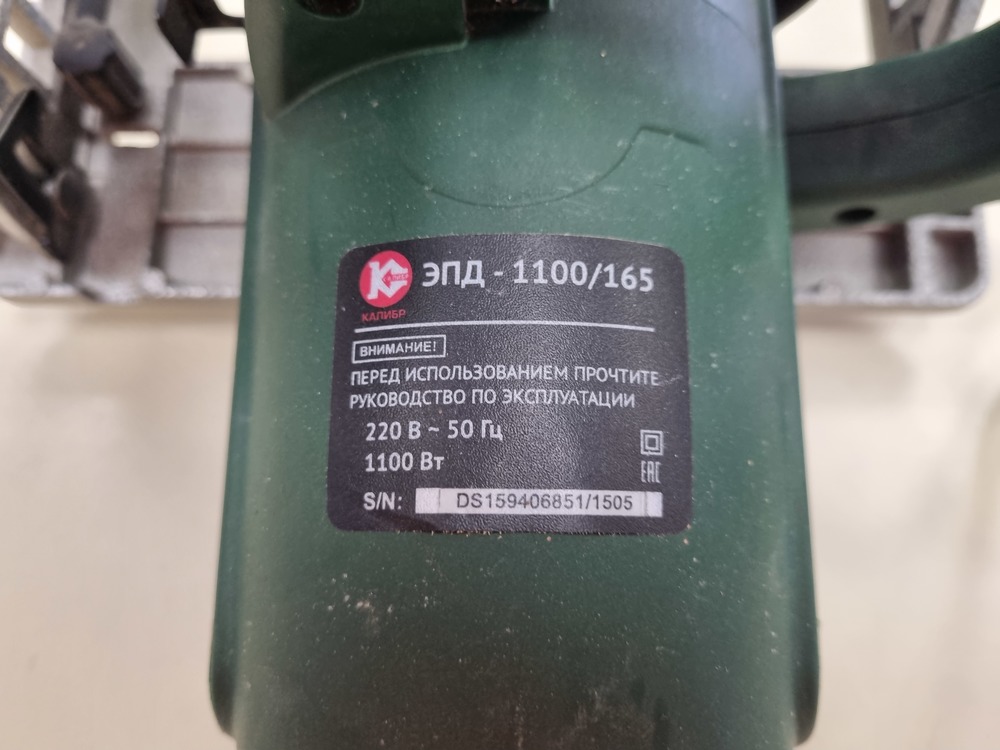 ЭПД - 1100/165
КАЛИБР
ВНИМАНИЕ!
ПЕРЕД ИСПОЛЬЗОВАНИЕМ ПРОЧТИТЕ
РУКОВОДСТВО ПО ЭКСПЛУАТАЦИИ
220 В ~ 50 Гц
1100 Вт
EAC
S/N: DS159406851/1505